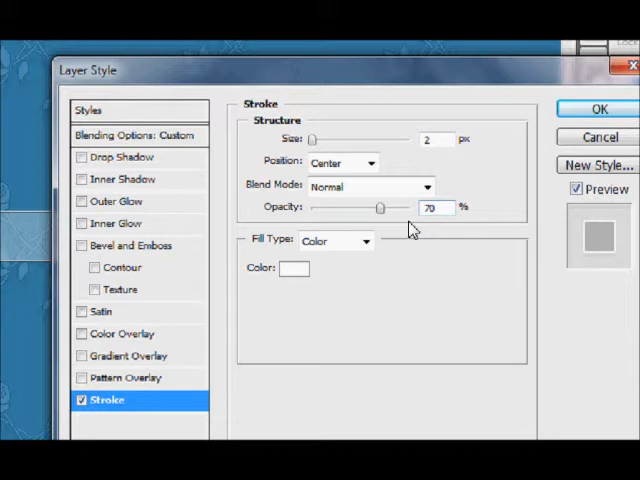 Layer Style
Styles
Blending Options: Custom
Drop Shadow
Inner Shadow
Outer Glow
Inner Glow
Bevel and Emboss
Contour
Texture
Satin
Color Overlay
Gradient Overlay
Pattern Overlay
Stroke
Stroke
Structure
Size: 2 px
Position: Center
Blend Mode: Normal
Opacity: 70 %
Fill Type: Color
Color:
OK
Cancel
New Style...
Preview